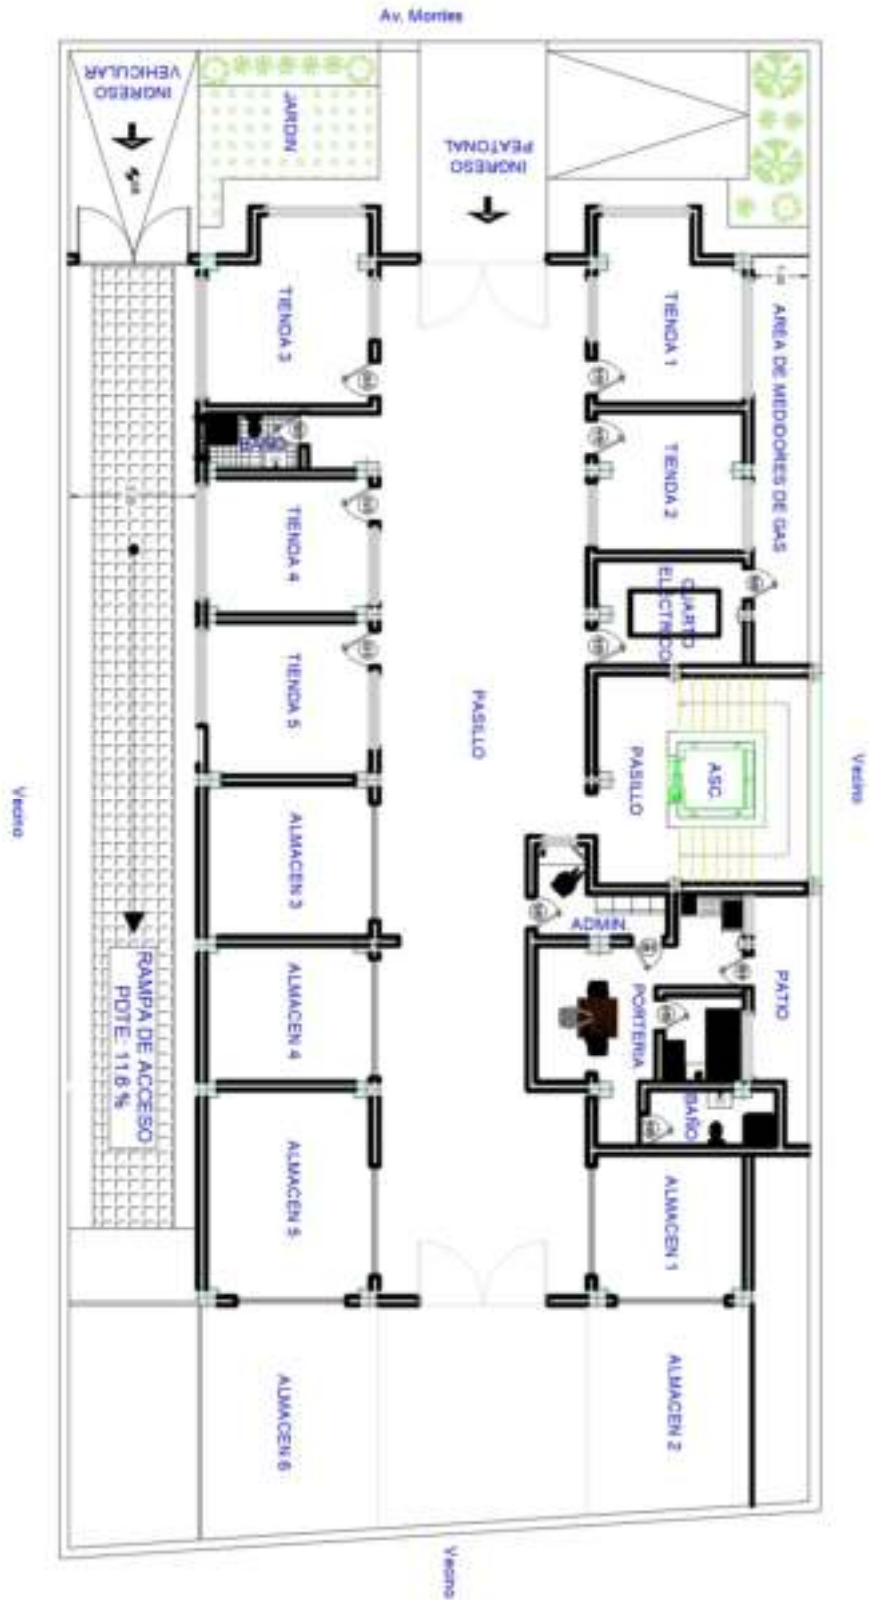 Av. Montes
INGRESO
VEHICULAR
JARDIN
INGRESO
PEATONAL
TIENDA 3
TIENDA 1
AREA DE MEDIDORES DE GAS
BAÑO
TIENDA 2
TIENDA 4
CUARTO
ELECTRICO
TIENDA 5
PASILLO
PASILLO
ASC.
Vecino
Vecino
ALMACEN 3
ADMIN.
ALMACEN 4
PORTERIA
PATIO
RAMPA DE ACCESO
PDTE: 11.6 %
BAÑO
ALMACEN 5
ALMACEN 1
ALMACEN 6
ALMACEN 2
Vecino